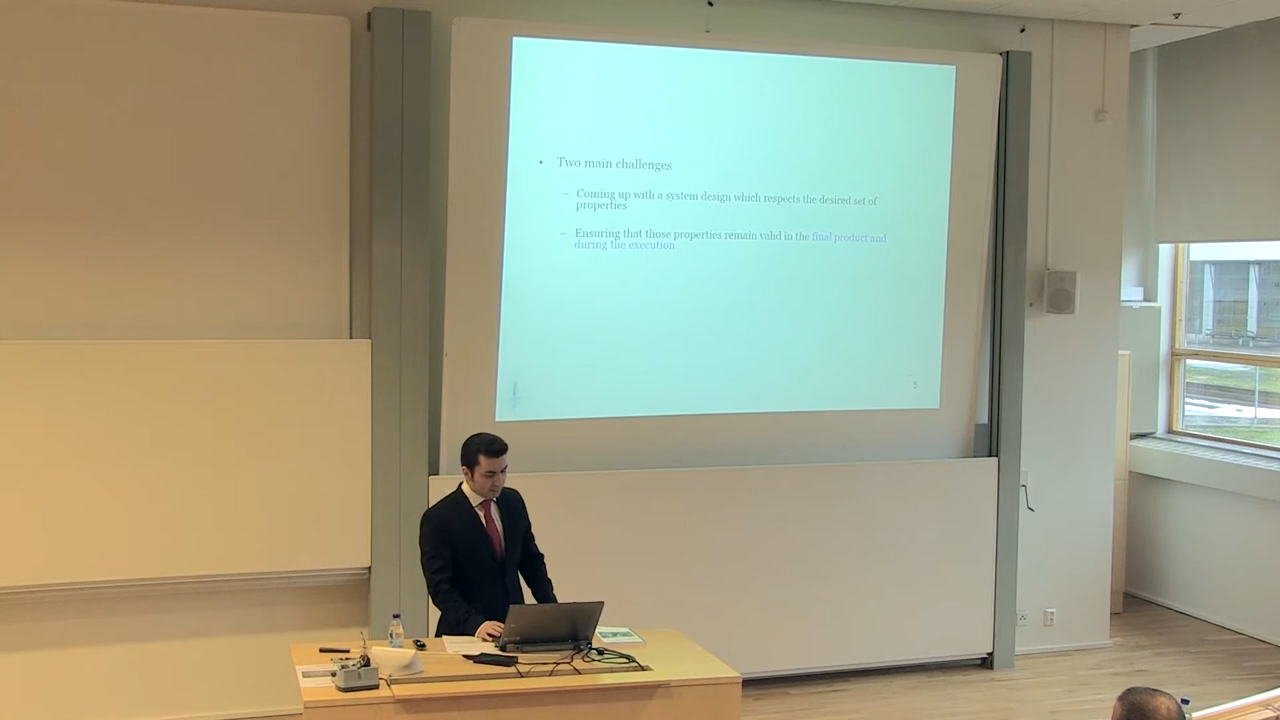 • Two main challenges
– Coming up with a system design which respects the desired set of
properties
– Ensuring that those properties remain valid in the final product and
during the execution
5